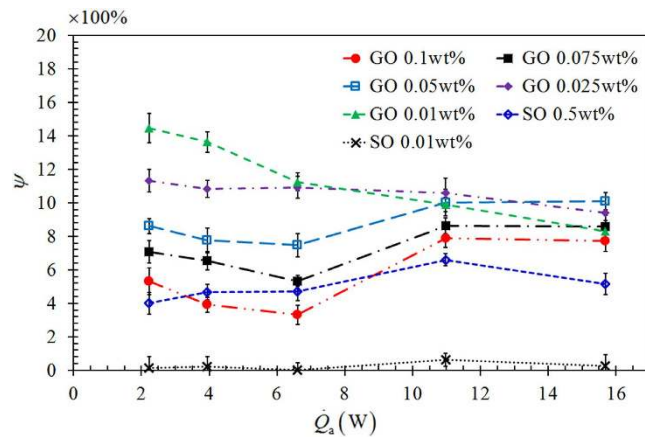 ×100%
20
18
16
14
12
10
8
6
4
2
0
ψ
GO 0.1wt% GO 0.075wt%
GO 0.05wt% GO 0.025wt%
GO 0.01wt% SO 0.5wt%
SO 0.01wt%
0 2 4 6 8 10 12 14 16
Q̇a(W)